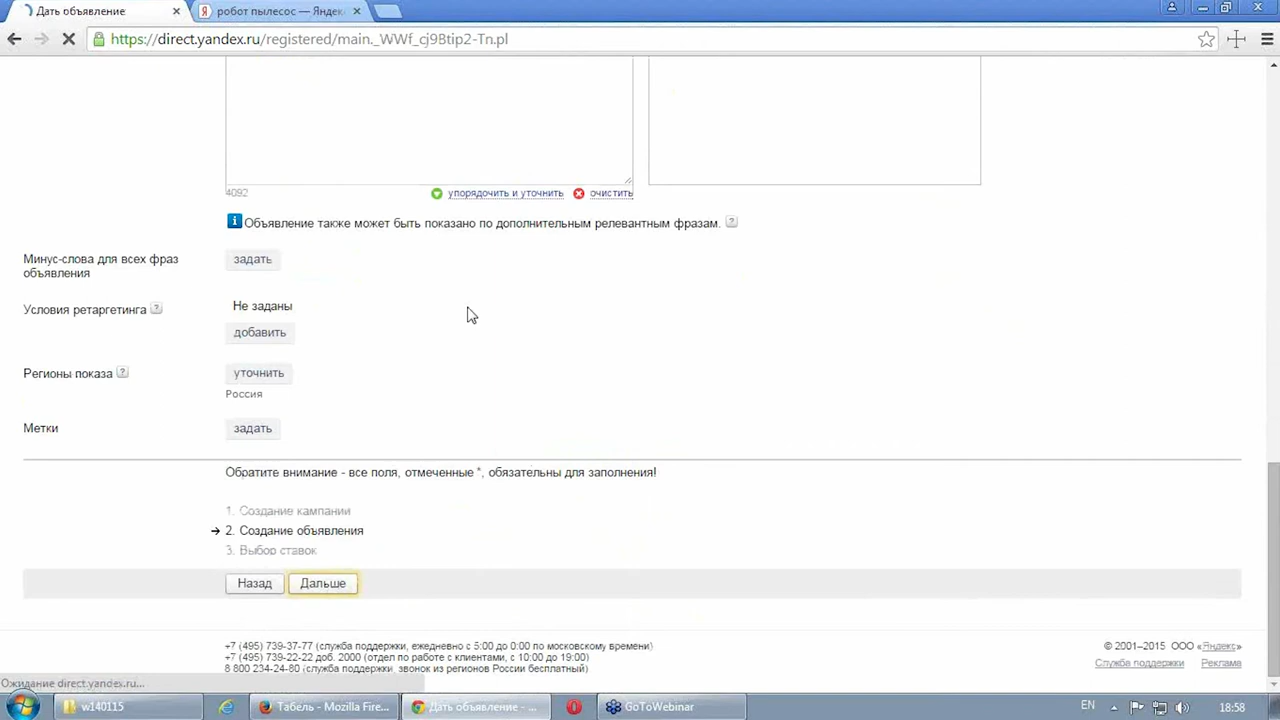 Дать объявление
робот пылесос — Яндек
https://direct.yandex.ru/registered/main._WWf_cj9Btip2-Tn.pl
4092
упорядочить и уточнить
очистить
Объявление также может быть показано по дополнительным релевантным фразам. ?
Минус-слова для всех фраз
объявления
задать
Условия ретаргетинга ?
Не заданы
добавить
Регионы показа ?
уточнить
Россия
Метки
задать
Обратите внимание - все поля, отмеченные *, обязательны для заполнения!
1. Создание кампании
→ 2. Создание объявления
3. Выбор ставок
Назад
Дальше
+7 (495) 739-37-77 (служба поддержки, ежедневно с 5:00 до 0:00 по московскому времени)
+7 (495) 739-22-22 доб. 2000 (отдел по работе с клиентами, с 10:00 до 19:00)
8 800 234-24-80 (служба поддержки, звонок из регионов России бесплатный)
© 2001–2015 ООО «Яндекс»
Служба поддержки
Реклама
Ожидание direct.yandex.ru...
w140115
Табель - Mozilla Fire...
Дать объявление - ...
GoToWebinar
EN
18:58